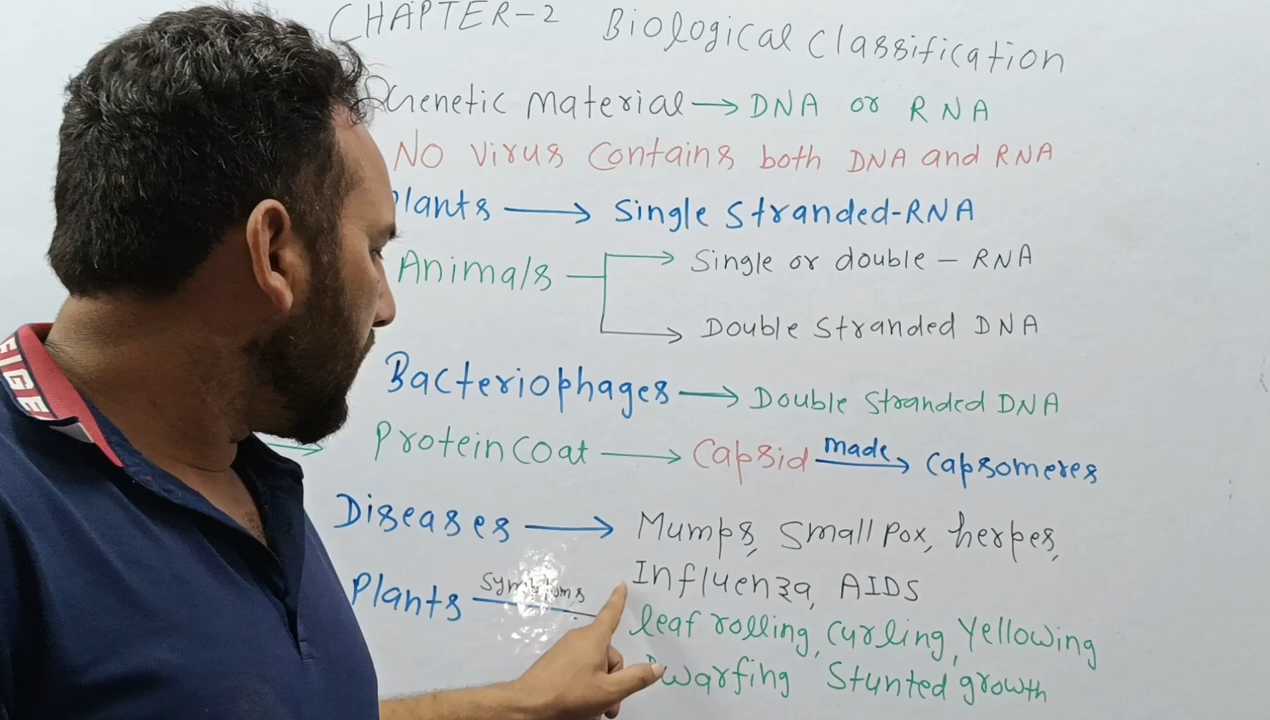 CHAPTER-2 Biological Classification
Genetic Material → DNA or RNA
No Virus Contains both DNA and RNA
Plants → Single Stranded-RNA
Animals → Single or double - RNA
→ Double Stranded DNA
Bacteriophages → Double Stranded DNA
Protein Coat → Capsid made → Capsomeres
Diseases → Mumps, Small Pox, herpes,
Influenza, AIDS
Plants Symptoms
leaf rolling, Curling, Yellowing
Dwarfing Stunted growth